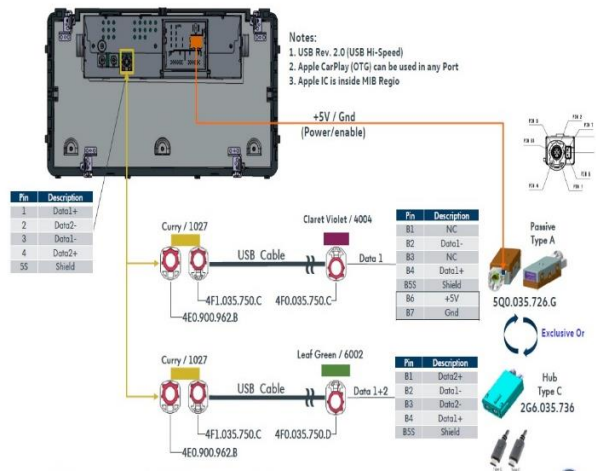 Notes:
1. USB Rev. 2.0 (USB Hi-Speed)
2. Apple CarPlay (OTG) can be used in any Port
3. Apple IC is inside MIB Regio
+5V / Gnd
(Power/enable)
Pin Description
1 Data1+
2 Data2-
3 Data1-
4 Data2+
5S Shield
Curry / 1027
Claret Violet / 4004
USB Cable
Data 1
4F1.035.750.C
4F0.035.750.C
4E0.900.962.B
Pin Description
B1 NC
B2 Data1-
B3 NC
B4 Data1+
B5S Shield
B6 +5V
B7 Gnd
Passive
Type A
5Q0.035.726.G
Exclusive Or
Curry / 1027
Leaf Green / 6002
USB Cable
Data 1+2
4F1.035.750.C
4F0.035.750.D
4E0.900.962.B
Pin Description
B1 Data2+
B2 Data1-
B3 Data2-
B4 Data1+
B5S Shield
Hub
Type C
2G6.035.736